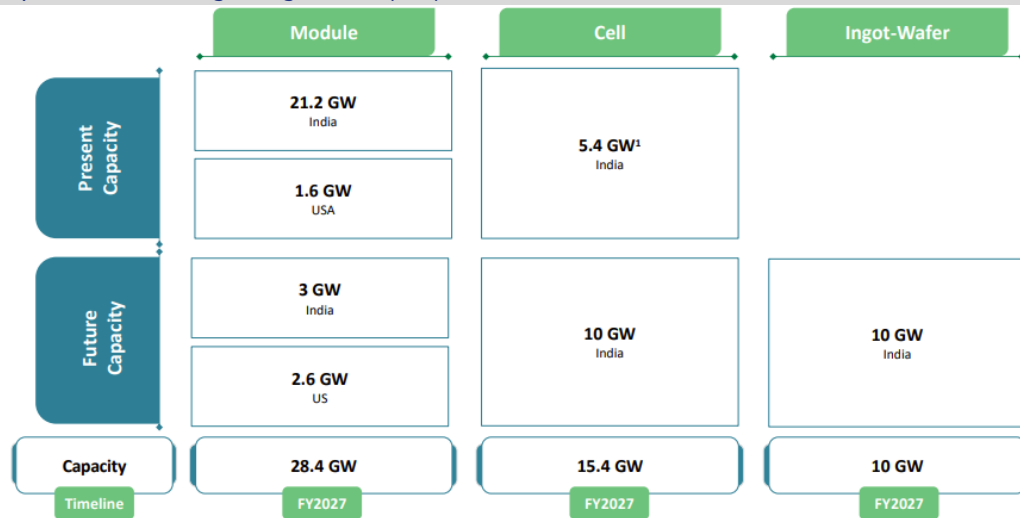 Module
Cell
Ingot-Wafer
Present
Capacity
21.2 GW
India
1.6 GW
USA
5.4 GW¹
India
Future
Capacity
3 GW
India
2.6 GW
US
10 GW
India
10 GW
India
Capacity
28.4 GW
15.4 GW
10 GW
Timeline
FY2027
FY2027
FY2027